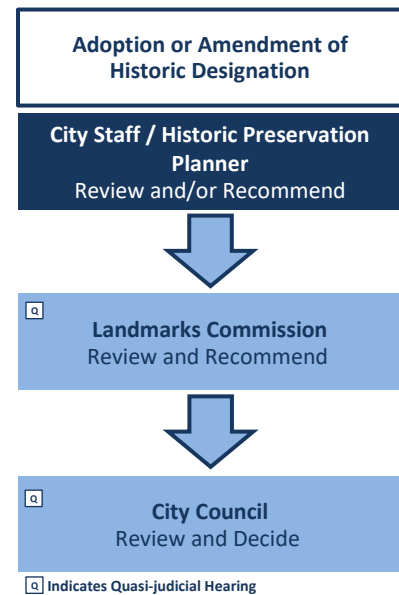 Adoption or Amendment of
Historic Designation
City Staff / Historic Preservation
Planner
Review and/or Recommend
Q
Landmarks Commission
Review and Recommend
Q
City Council
Review and Decide
Q Indicates Quasi-judicial Hearing